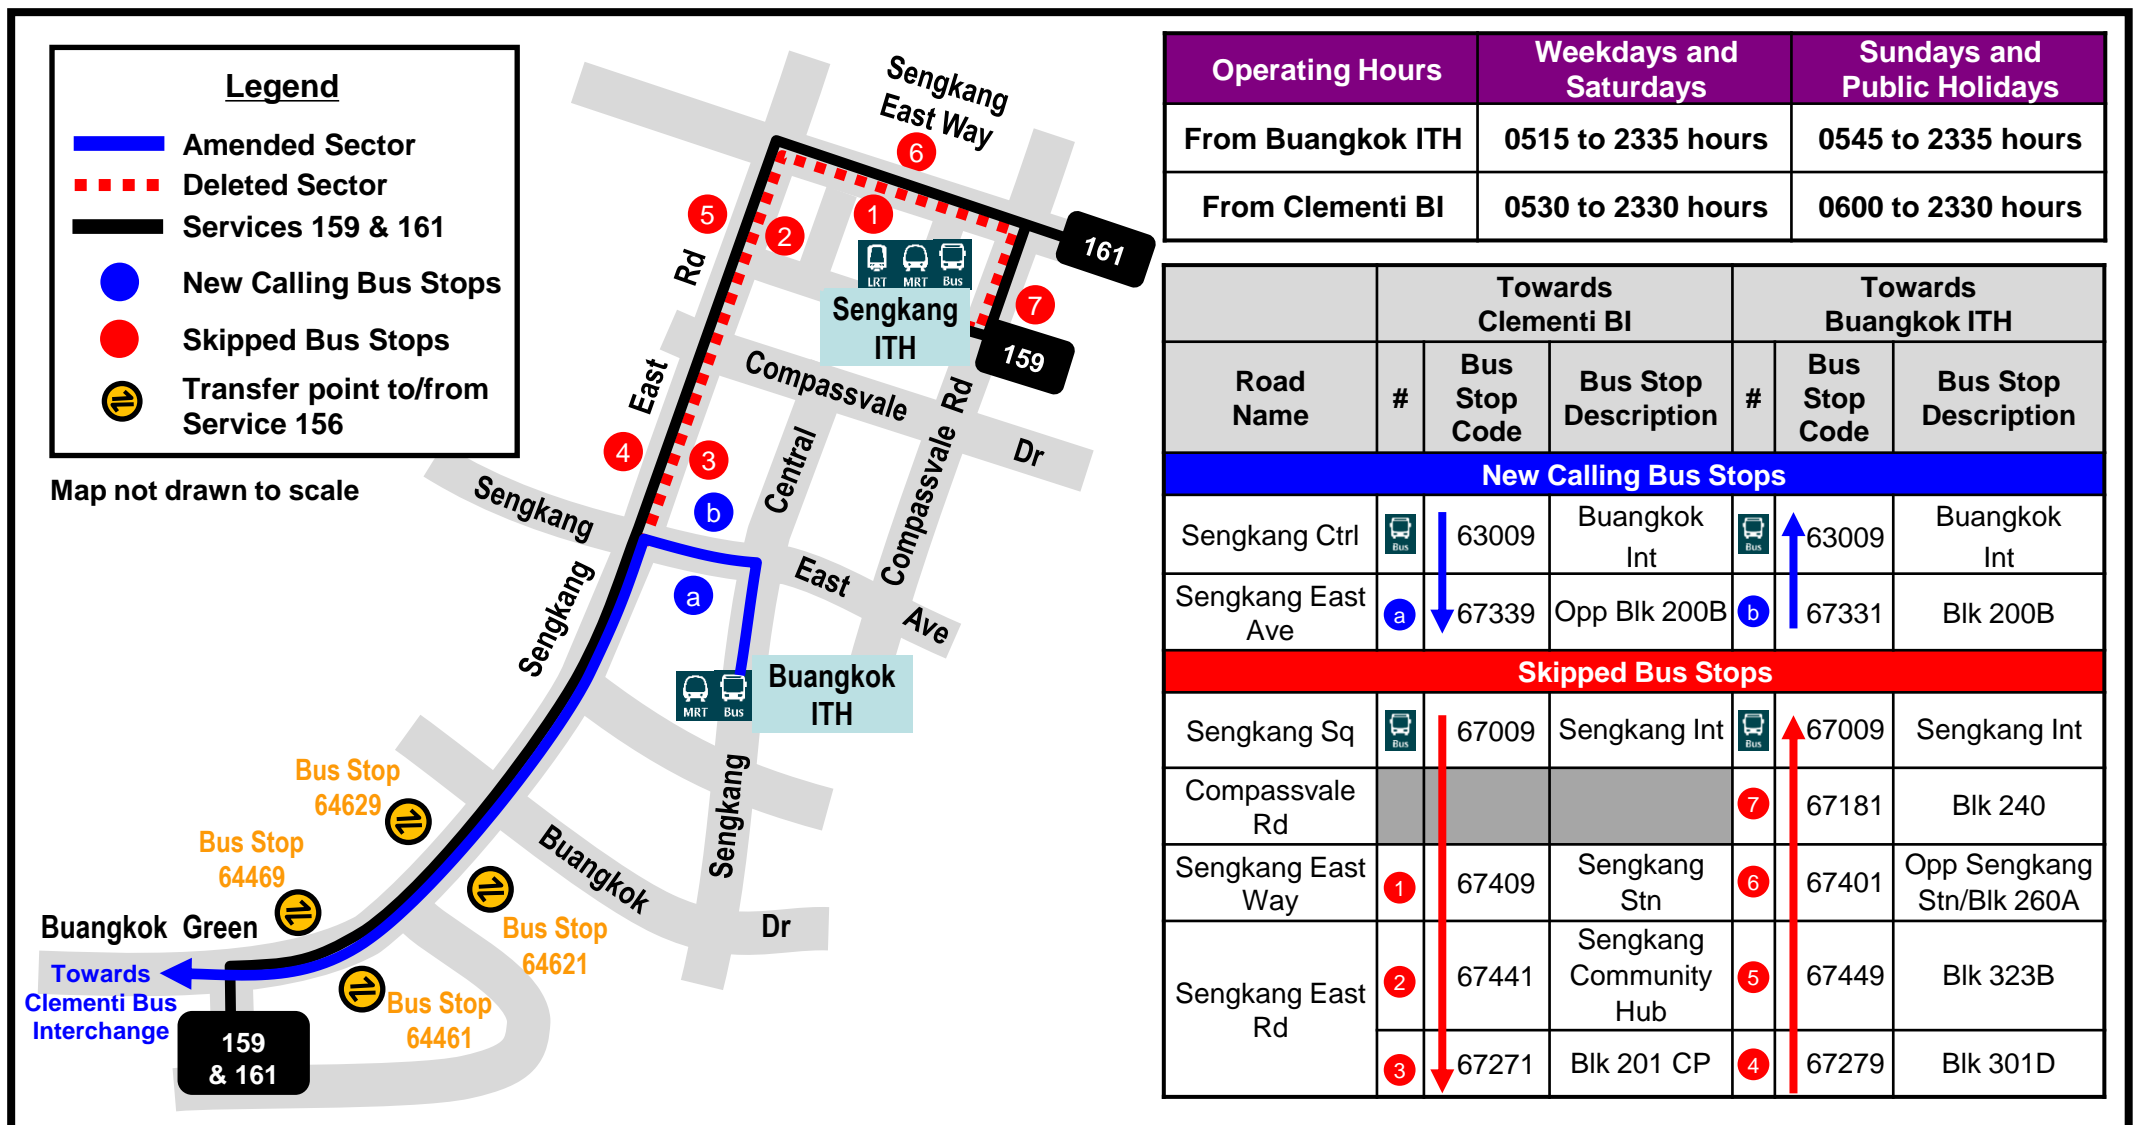 Legend
Amended Sector
Deleted Sector
Services 159 & 161
New Calling Bus Stops
Skipped Bus Stops
Transfer point to/from
Service 156
Map not drawn to scale
Sengkang
East Way
6
1
5
2
Rd
161
LRT MRT Bus
Sengkang
ITH
7
159
East
Compassvale
Dr
4
3
b
Central
Compassvale Rd
Sengkang
East
Ave
a
Sengkang
MRT Bus
Buangkok
ITH
Sengkang
Bus Stop
64629
Bus Stop
64469
Buangkok
Dr
Buangkok Green
Bus Stop
64621
Towards
Clementi Bus
Interchange
Bus Stop
64461
159
& 161
Operating Hours
Weekdays and
Saturdays
Sundays and
Public Holidays
From Buangkok ITH 0515 to 2335 hours 0545 to 2335 hours
From Clementi BI 0530 to 2330 hours 0600 to 2330 hours
Towards
Clementi BI
Towards
Buangkok ITH
Road
Name
#
Bus
Stop
Code
Bus Stop
Description
#
Bus
Stop
Code
Bus Stop
Description
New Calling Bus Stops
Sengkang Ctrl
Bus
63009
Buangkok
Int
Bus
63009
Buangkok
Int
Sengkang East
Ave
a
67339
Opp Blk 200B
b
67331
Blk 200B
Skipped Bus Stops
Sengkang Sq
Bus
67009
Sengkang Int
Bus
67009
Sengkang Int
Compassvale
Rd
7
67181
Blk 240
Sengkang East
Way
1
67409
Sengkang
Stn
6
67401
Opp Sengkang
Stn/Blk 260A
Sengkang East
Rd
2
67441
Sengkang
Community
Hub
5
67449
Blk 323B
3
67271
Blk 201 CP
4
67279
Blk 301D